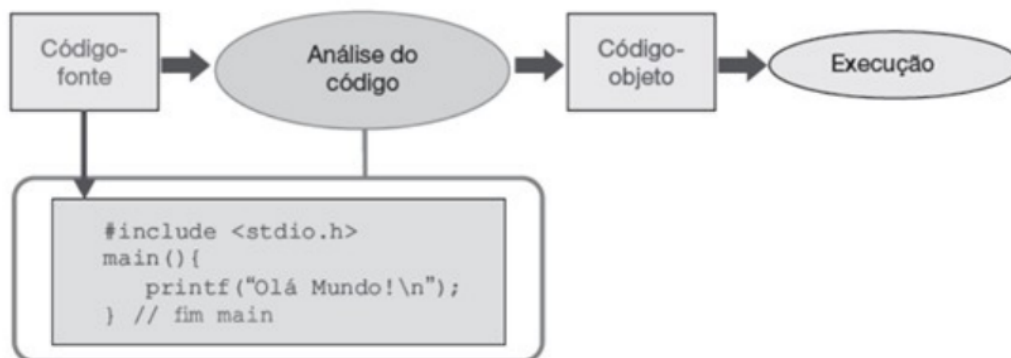 Código-
fonte
Análise do
código
Código-
objeto
Execução
#include <stdio.h>
main(){
printf(“Olá Mundo!\n”);
} // fim main